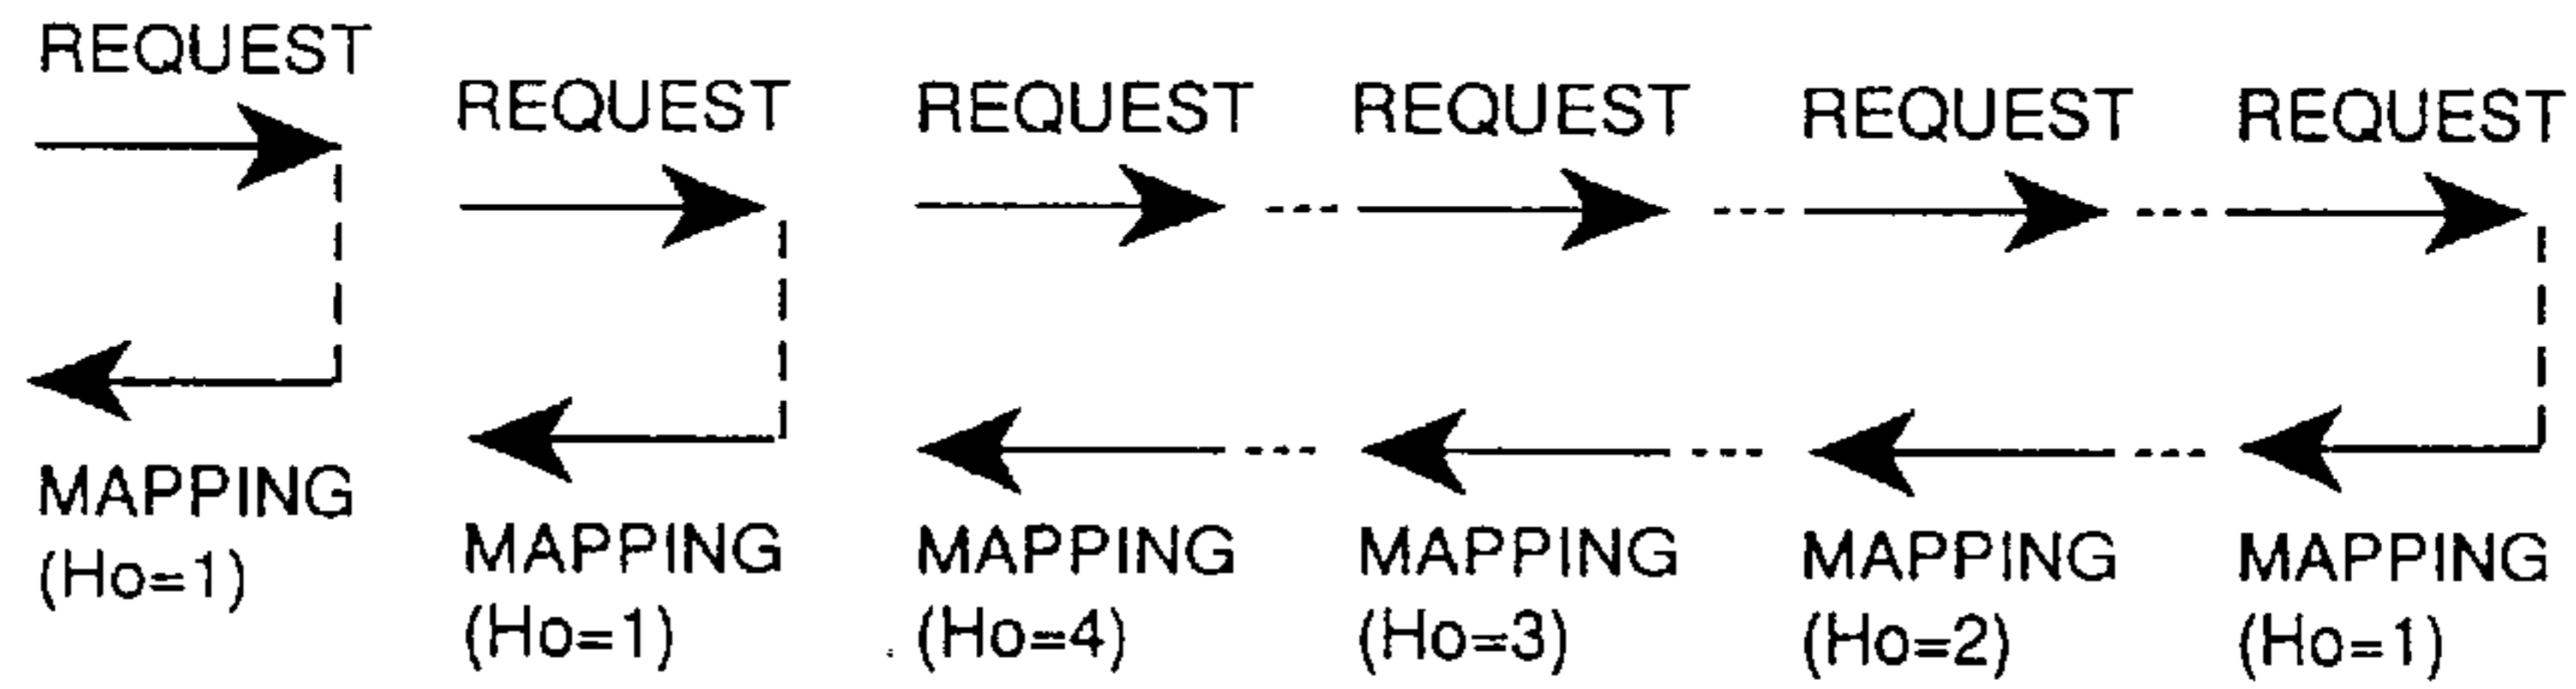 REQUEST
REQUEST
REQUEST
REQUEST
REQUEST
REQUEST
MAPPING
(Ho=1)
MAPPING
(Ho=1)
MAPPING
(Ho=4)
MAPPING
(Ho=3)
MAPPING
(Ho=2)
MAPPING
(Ho=1)